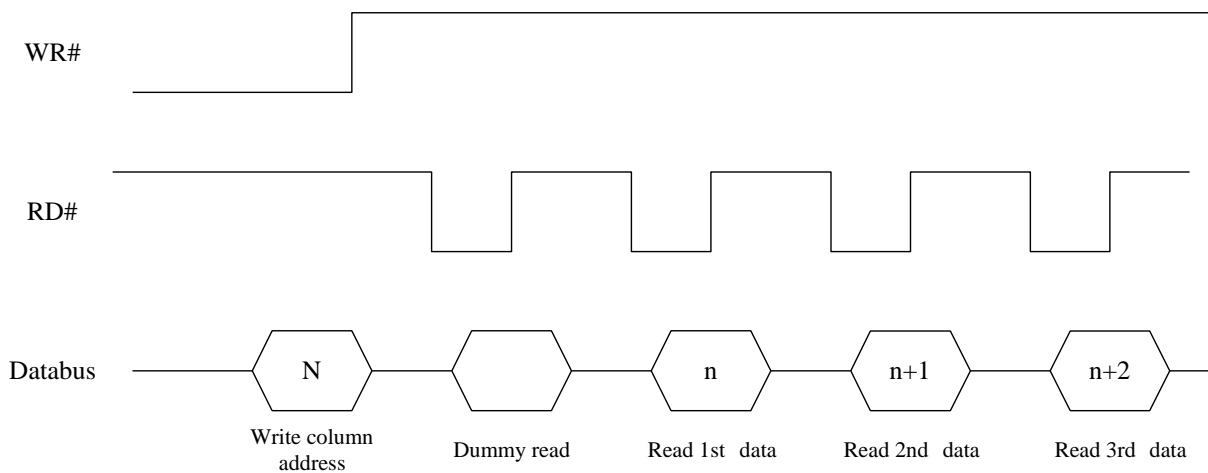 WR#
RD#
Databus
N
n
n+1
n+2
Write column
address
Dummy read
Read 1st data
Read 2nd data
Read 3rd data